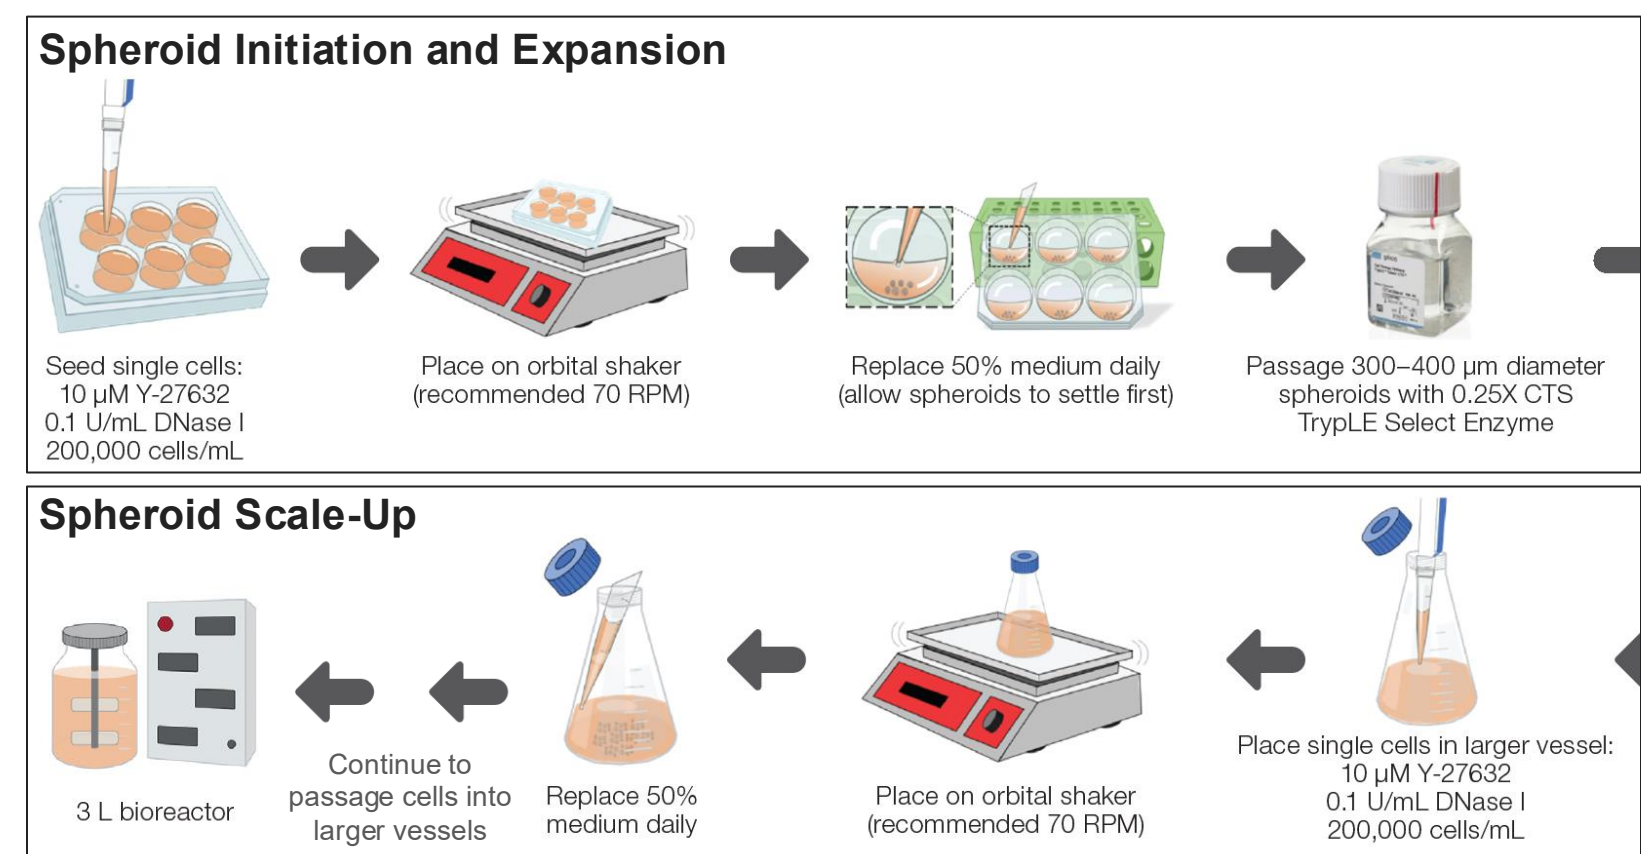 Spheroid Initiation and Expansion
Seed single cells:
10 µM Y-27632
0.1 U/mL DNase I
200,000 cells/mL
Place on orbital shaker
(recommended 70 RPM)
Replace 50% medium daily
(allow spheroids to settle first)
gibco
Passage 300–400 µm diameter
spheroids with 0.25X CTS
TrypLE Select Enzyme
Spheroid Scale-Up
Place single cells in larger vessel:
10 µM Y-27632
0.1 U/mL DNase I
200,000 cells/mL
Place on orbital shaker
(recommended 70 RPM)
Replace 50%
medium daily
Continue to
passage cells into
larger vessels
3 L bioreactor